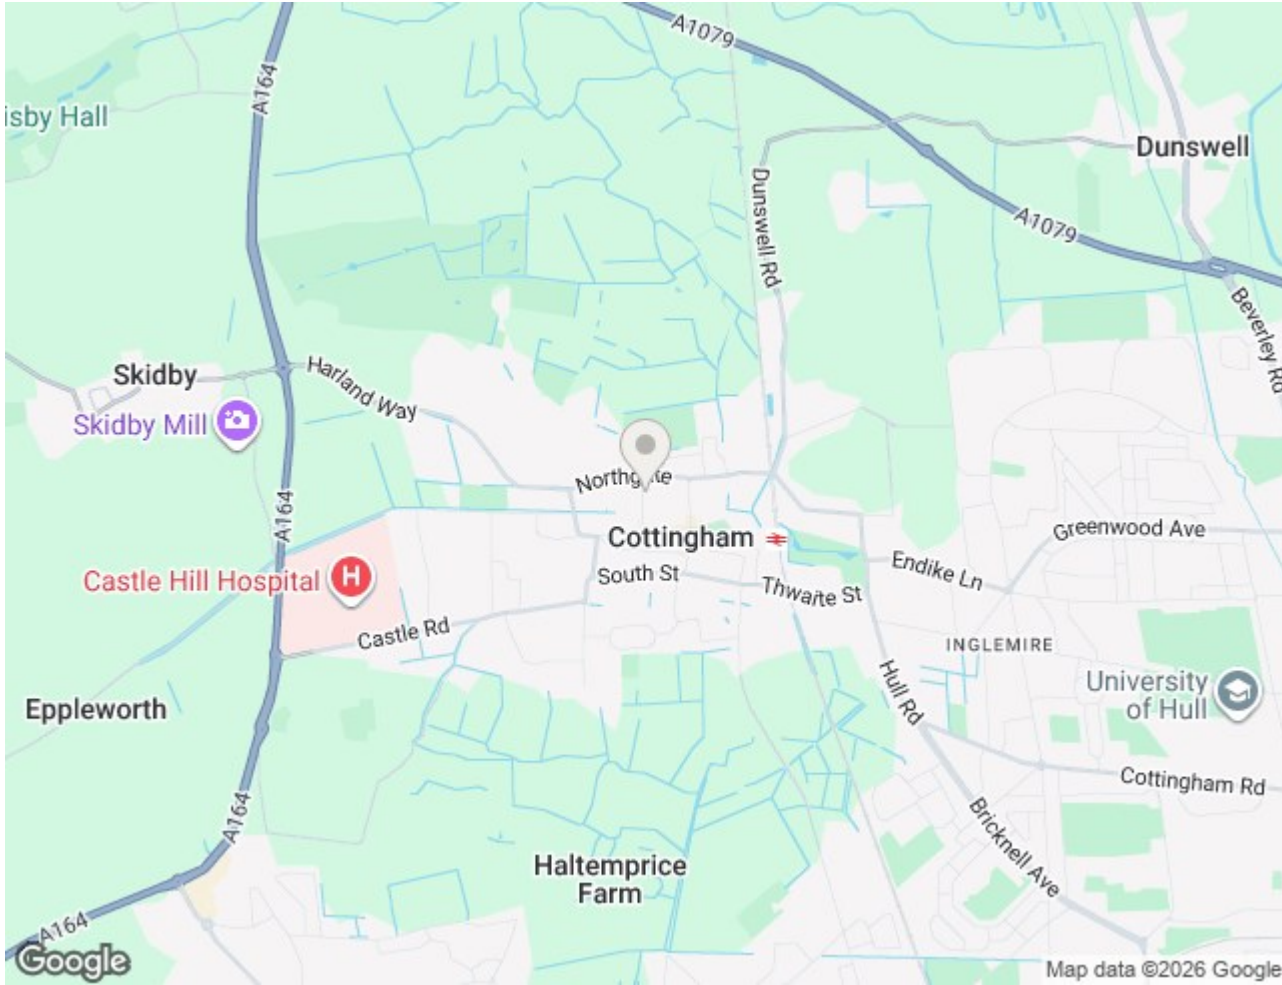 A1079
A164
isby Hall
Dunswell
Dunswell Rd
A1079
Beverley Rd
Skidby
Harland Way
Skidby Mill
Northgate
A164
Cottingham
Greenwood Ave
Castle Hill Hospital
H
South St
Endike Ln
Thwaite St
Castle Rd
INGLEMIRE
Hull Rd
University
of Hull
Eppleworth
Cottingham Rd
A164
Bricknell Ave
Haltemprice
Farm
A164
Google
Map data ©2026 Google